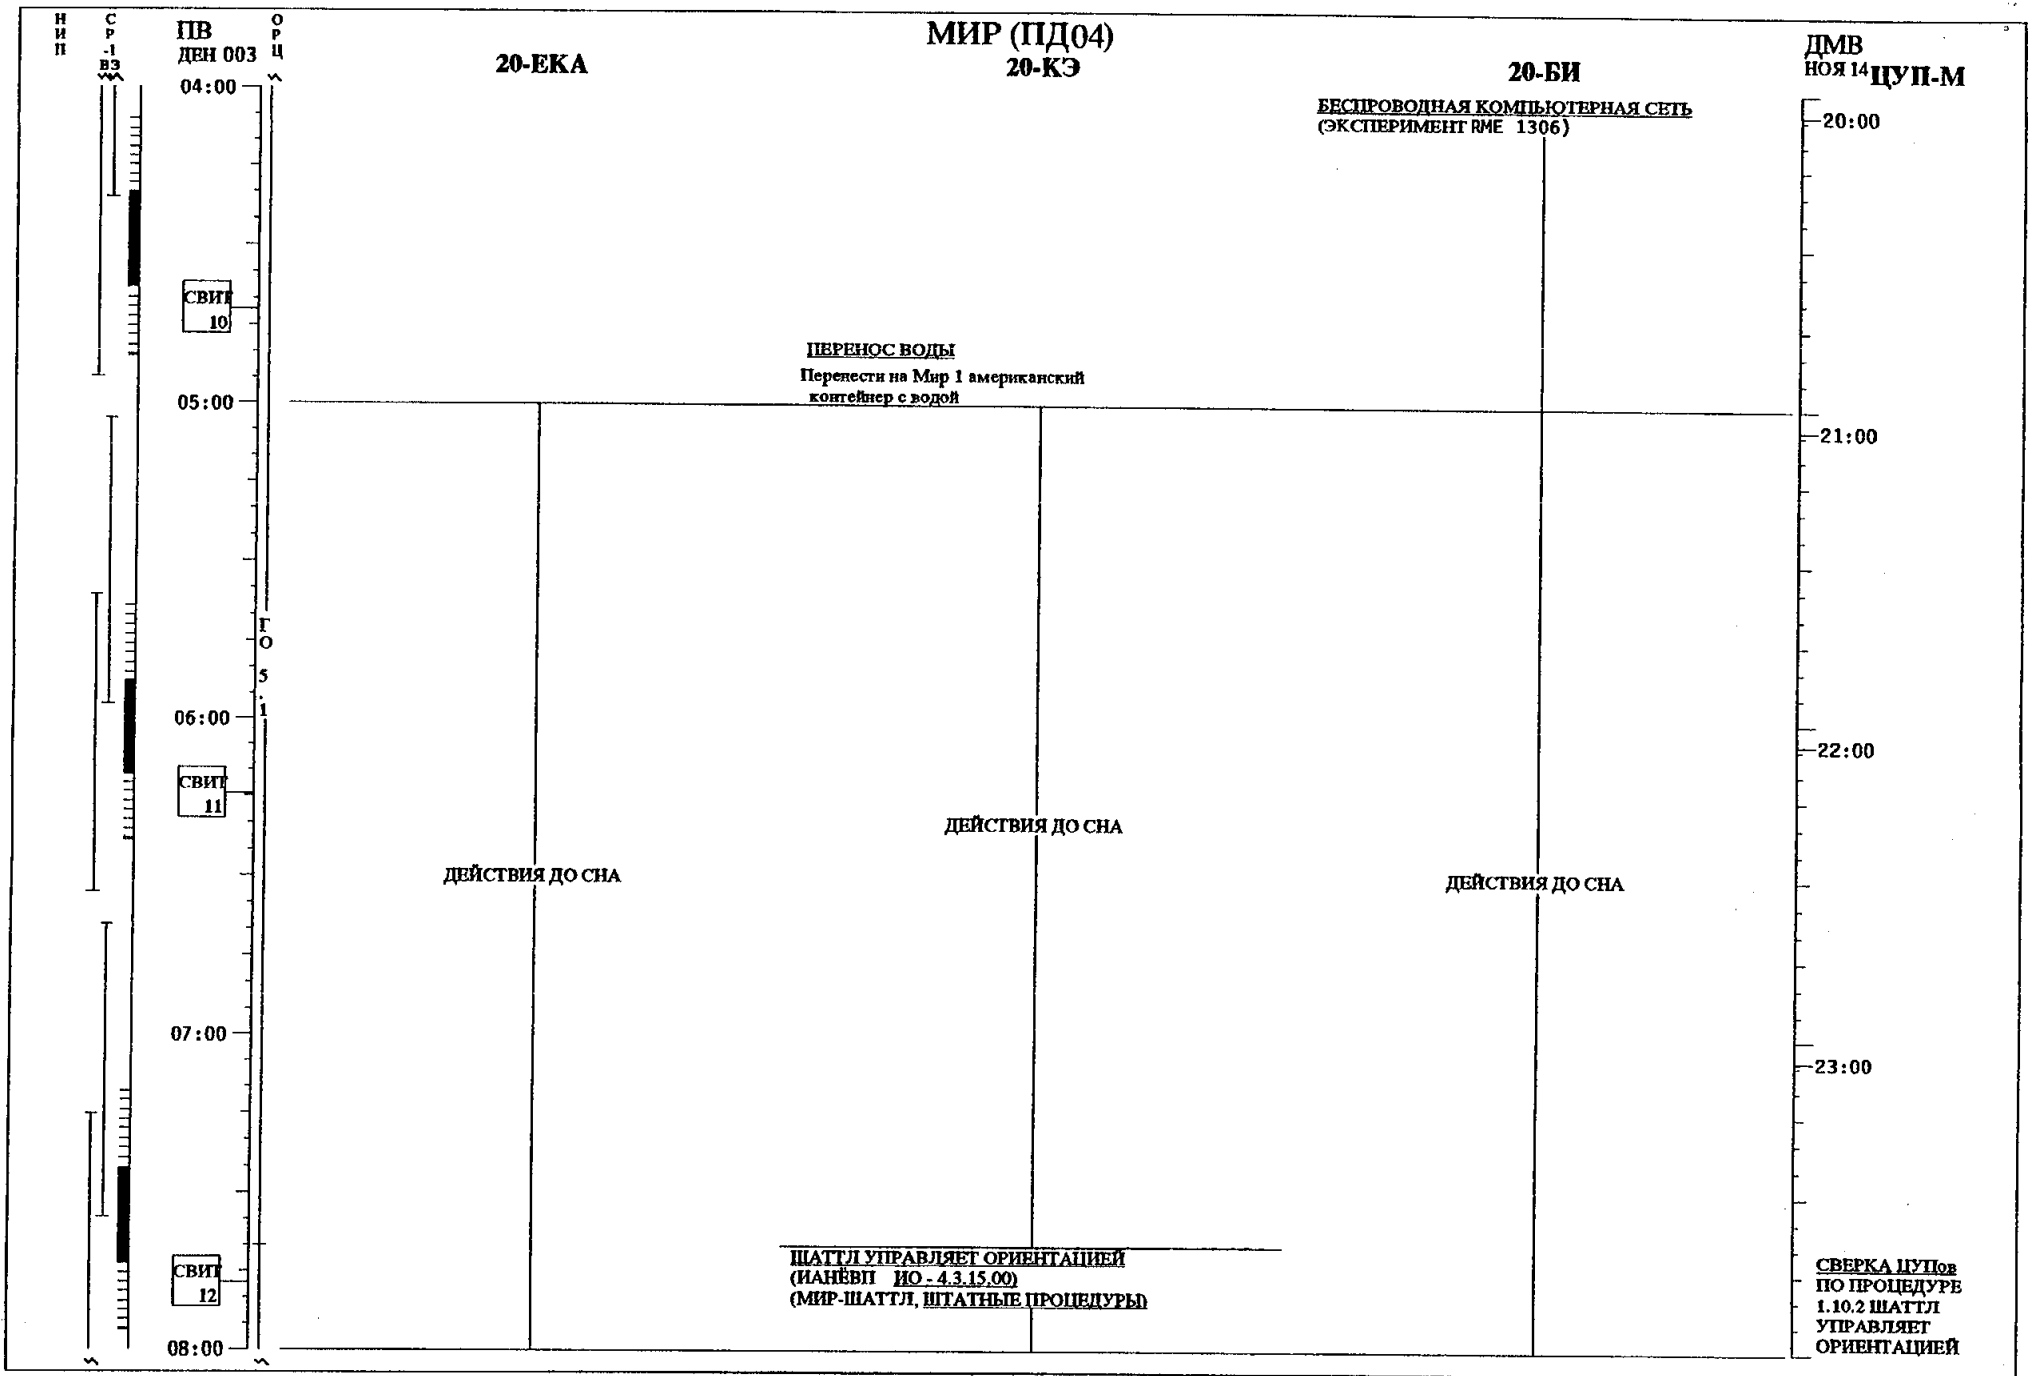 НИП
СР-1
ВЗ
ПВ
ДЕН 003
ОРЦ
МИР (ПД04)
20-ЕКА
20-КЭ
20-БИ
ДМВ
НОЯ 14 ЦУП-М
04:00
БЕСПРОВОДНАЯ КОМПЬЮТЕРНАЯ СЕТЬ
(ЭКСПЕРИМЕНТ RME 1306)
20:00
СВИТ
10
ПЕРЕНОС ВОДЫ
Перенести на Мир 1 американский
контейнер с водой
05:00
21:00
ГО 5.1
06:00
22:00
СВИТ
11
ДЕЙСТВИЯ ДО СНА
ДЕЙСТВИЯ ДО СНА
ДЕЙСТВИЯ ДО СНА
07:00
23:00
ШАТТЛ УПРАВЛЯЕТ ОРИЕНТАЦИЕЙ
(ИАНЁВП ИО - 4.3.15.00)
(МИР-ШАТТЛ, ШТАТНЫЕ ПРОЦЕДУРЫ)
СВИТ
12
СВЕРКА ЦУПов
ПО ПРОЦЕДУРЕ
1.10.2 ШАТТЛ
УПРАВЛЯЕТ
ОРИЕНТАЦИЕЙ
08:00